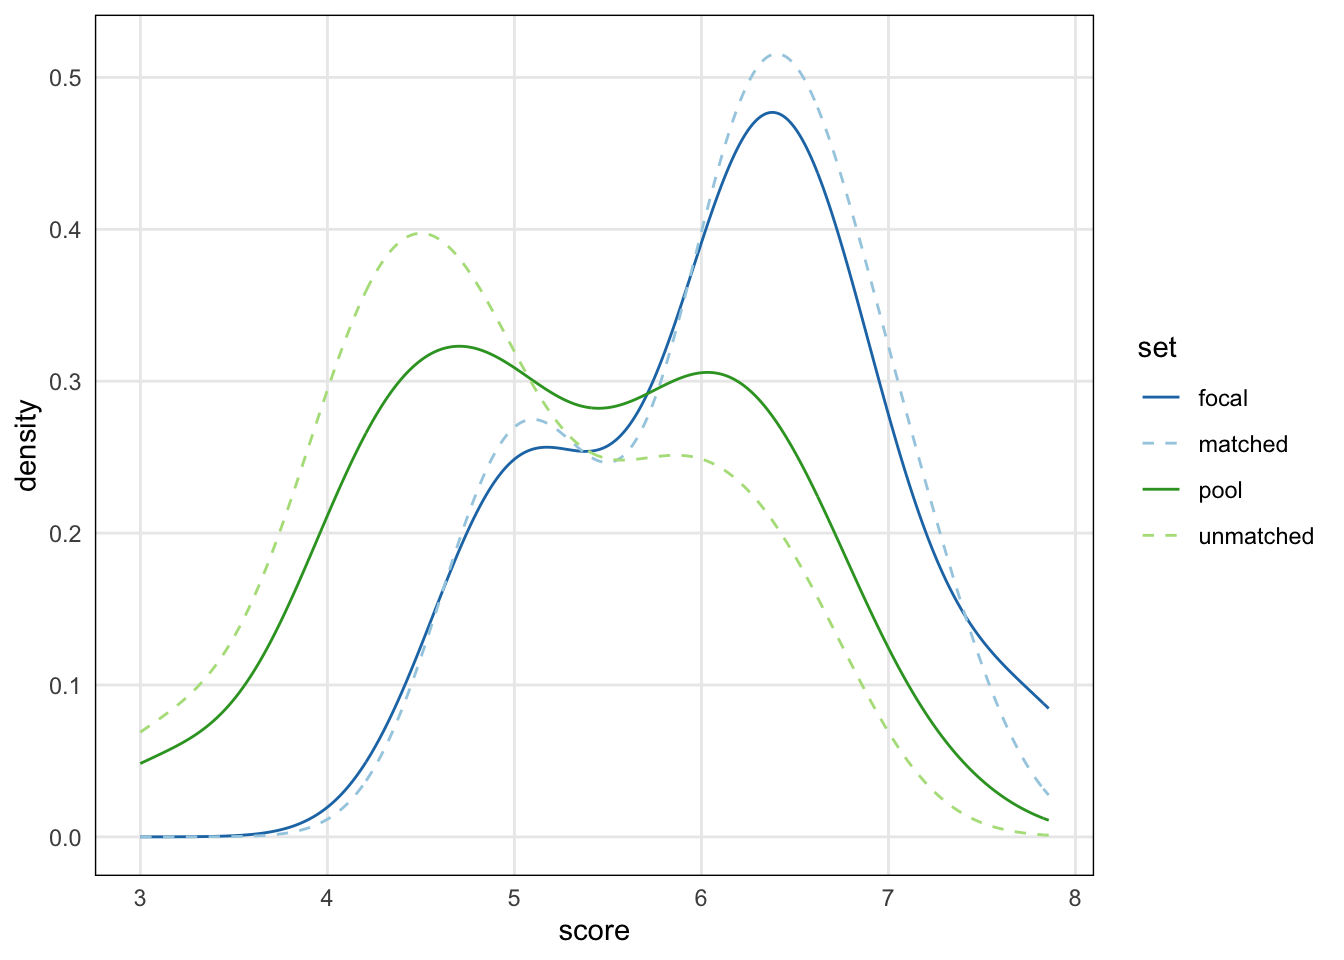 0.5
0.4
0.3
0.2
0.1
0.0
density
3 4 5 6 7 8
score
set
focal
matched
pool
unmatched